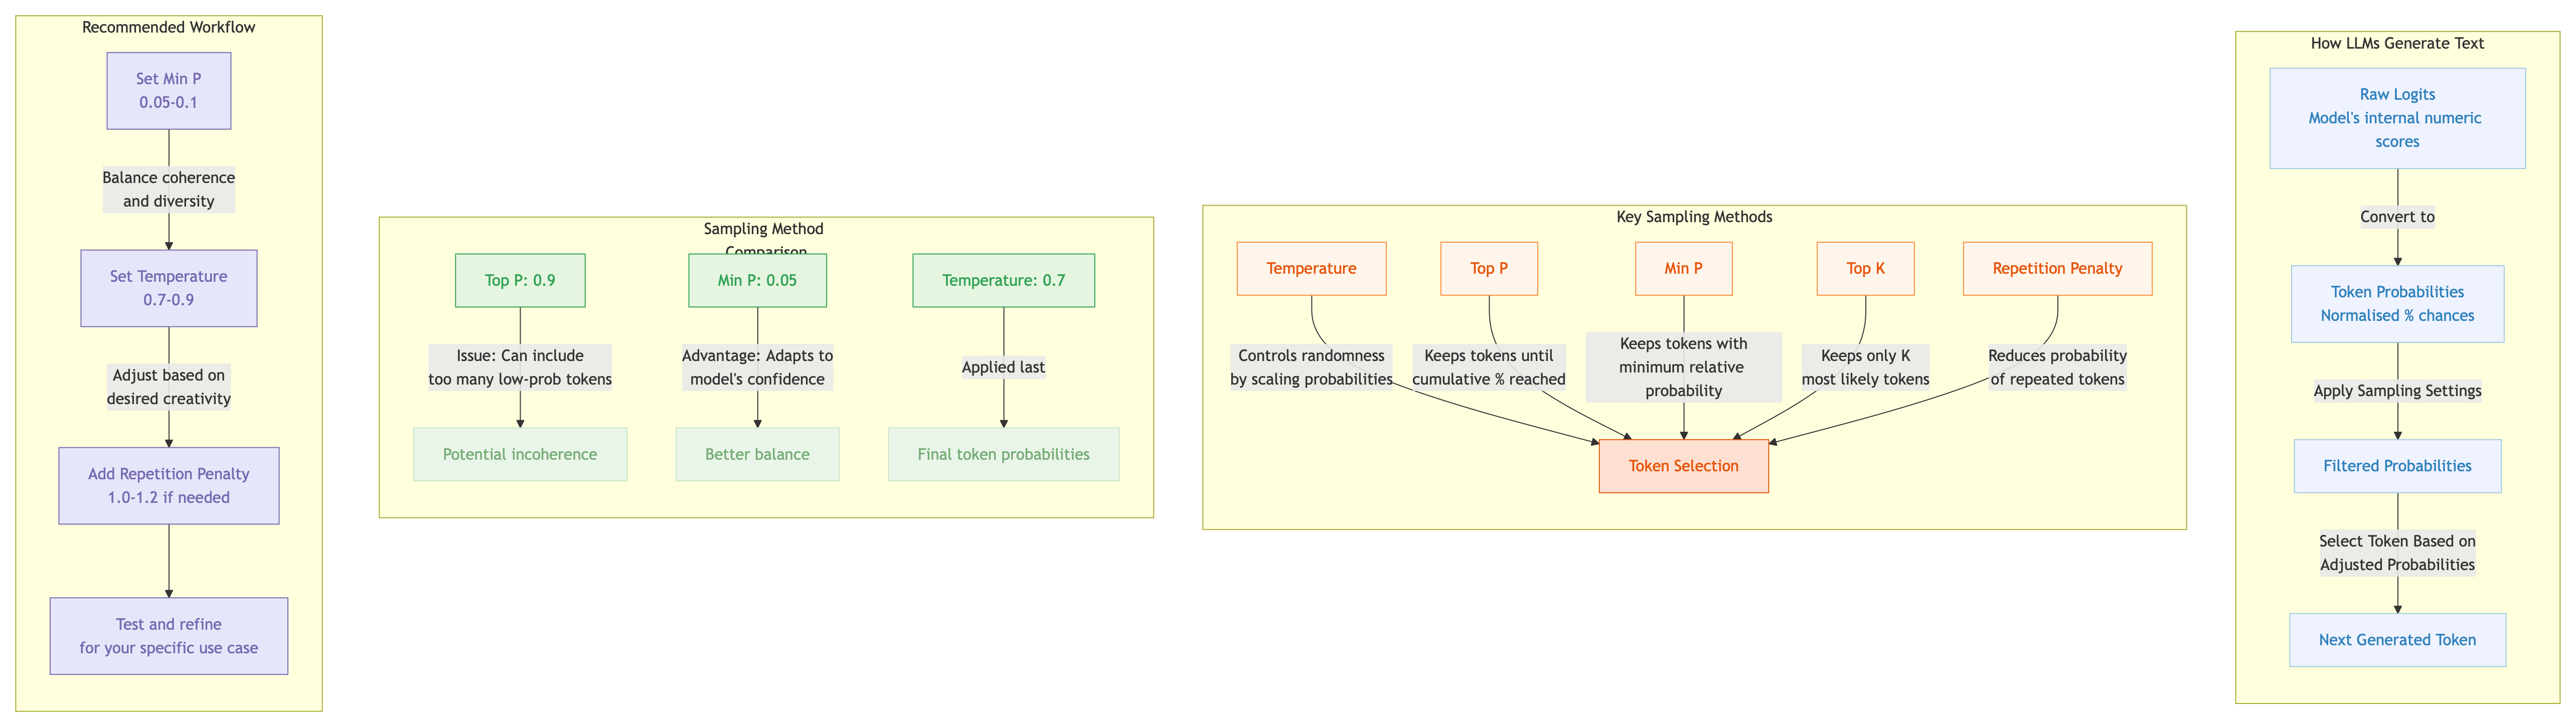 Recommended Workflow
Set Min P
0.05-0.1
Balance coherence
and diversity
Set Temperature
0.7-0.9
Adjust based on
desired creativity
Add Repetition Penalty
1.0-1.2 if needed
Test and refine
for your specific use case
Sampling Method
Comparison
Top P: 0.9
Min P: 0.05
Temperature: 0.7
Issue: Can include
too many low-prob tokens
Advantage: Adapts to
model's confidence
Applied last
Potential incoherence
Better balance
Final token probabilities
Key Sampling Methods
Temperature
Top P
Min P
Top K
Repetition Penalty
Controls randomness
by scaling probabilities
Keeps tokens until
cumulative % reached
Keeps tokens with
minimum relative
probability
Keeps only K
most likely tokens
Reduces probability
of repeated tokens
Token Selection
How LLMs Generate Text
Raw Logits
Model's internal numeric
scores
Convert to
Token Probabilities
Normalised % chances
Apply Sampling Settings
Filtered Probabilities
Select Token Based on
Adjusted Probabilities
Next Generated Token